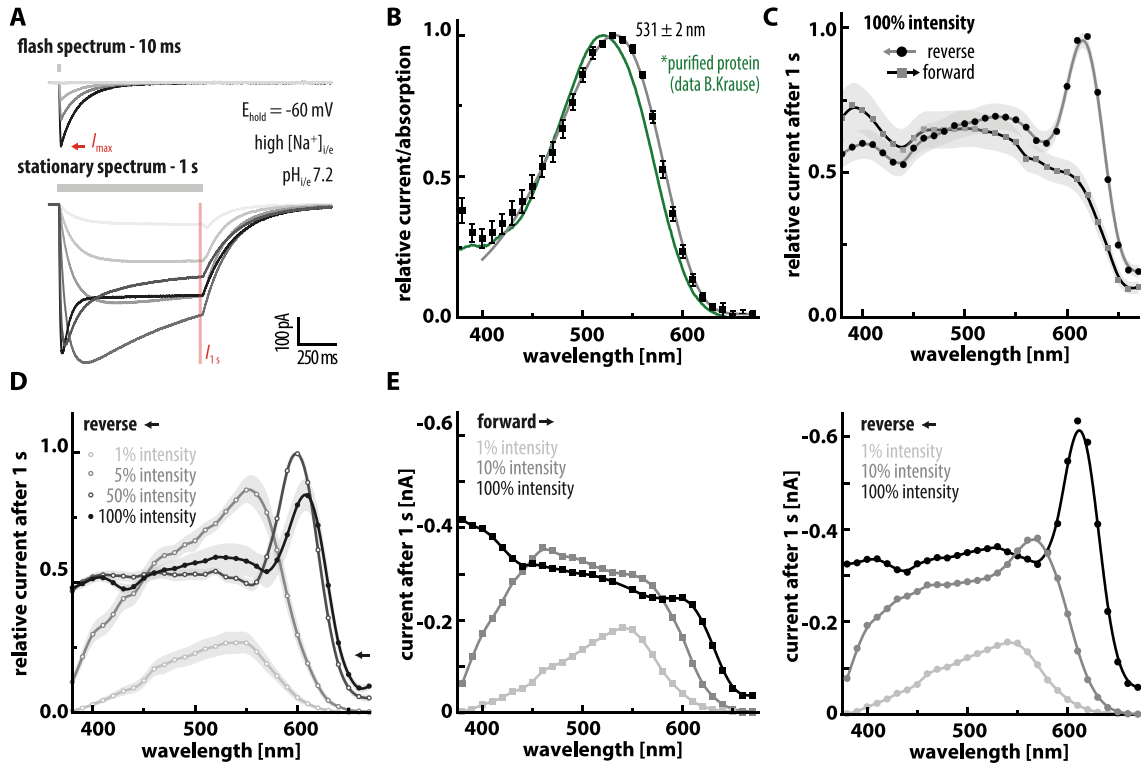 A
flash spectrum - 10 ms
E_hold = -60 mV
I_max
high [Na⁺]_i/e
stationary spectrum - 1 s
pH_i/e 7.2
100 pA
250 ms
I_1 s
B
531 ± 2 nm
*purified protein
(data B.Krause)
relative current/absorption
1.0
0.5
0.0
400
500
600
wavelength [nm]
C
100% intensity
reverse
forward
relative current after 1 s
1.0
0.5
0.0
400
500
600
wavelength [nm]
D
reverse
1% intensity
5% intensity
50% intensity
100% intensity
relative current after 1 s
1.0
0.5
0.0
400
500
600
wavelength [nm]
E
forward
1% intensity
10% intensity
100% intensity
current after 1 s [nA]
-0.6
-0.4
-0.2
0
400
500
600
wavelength [nm]
reverse
1% intensity
10% intensity
100% intensity
current after 1 s [nA]
-0.6
-0.4
-0.2
0
400
500
600
wavelength [nm]